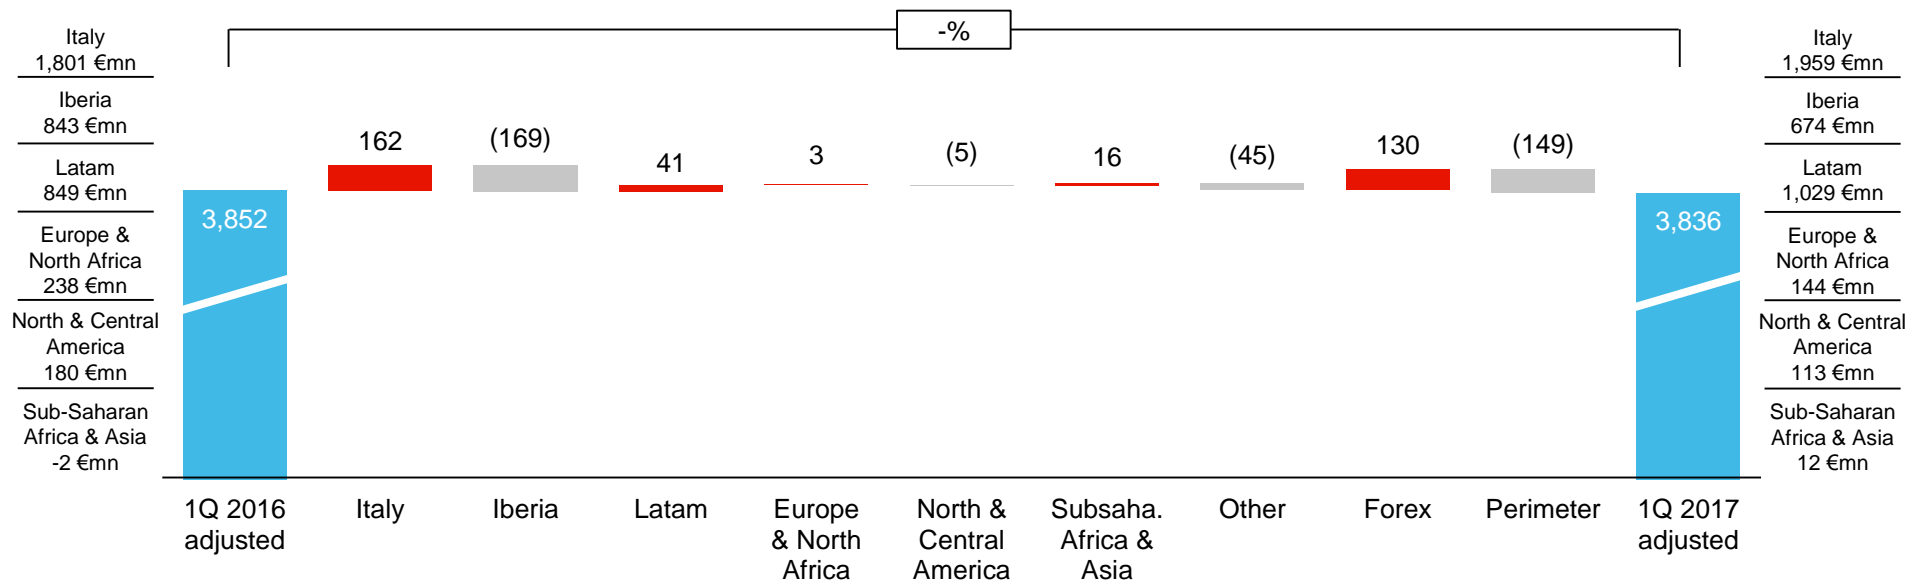 -%
Italy
1,801 €mn
Iberia
843 €mn
Latam
849 €mn
Europe &
North Africa
238 €mn
North & Central
America
180 €mn
Sub-Saharan
Africa & Asia
-2 €mn
3,852
162
(169)
41
3
(5)
16
(45)
130
(149)
3,836
Italy
1,959 €mn
Iberia
674 €mn
Latam
1,029 €mn
Europe &
North Africa
144 €mn
North & Central
America
113 €mn
Sub-Saharan
Africa & Asia
12 €mn
1Q 2016
adjusted
Italy
Iberia
Latam
Europe
& North
Africa
North &
Central
America
Subsaha.
Africa &
Asia
Other
Forex
Perimeter
1Q 2017
adjusted